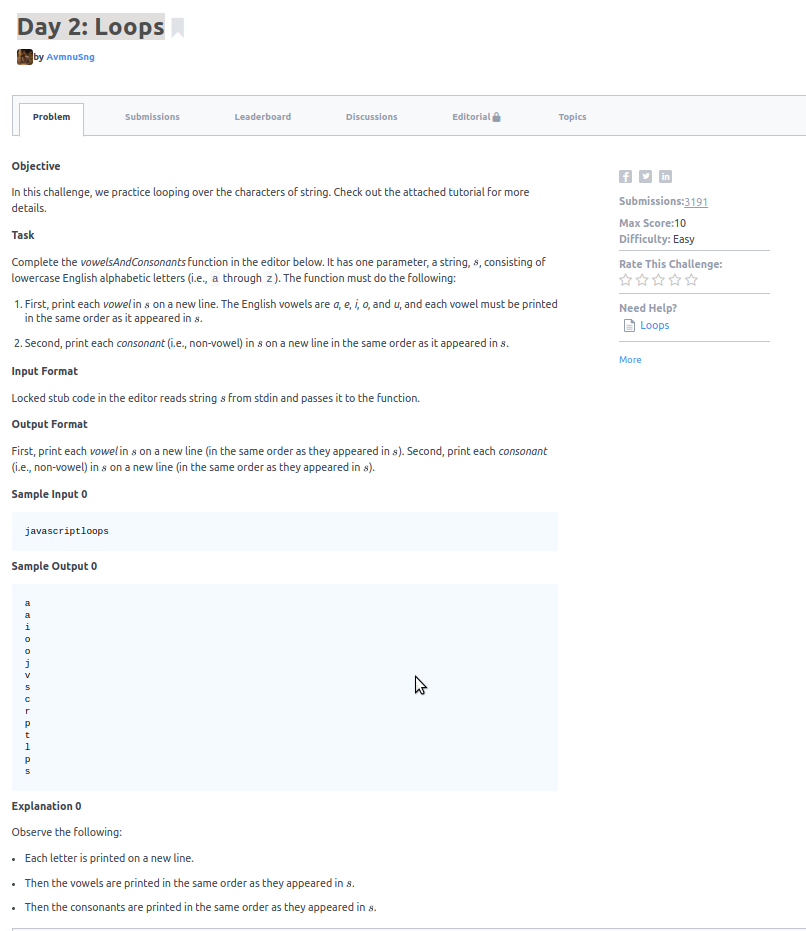 Day 2: Loops
by AvmnuSng
Problem Submissions Leaderboard Discussions Editorial Topics
Objective
In this challenge, we practice looping over the characters of string. Check out the attached tutorial for more
details.
Task
Complete the vowelsAndConsonants function in the editor below. It has one parameter, a string, s, consisting of
lowercase English alphabetic letters (i.e., a through z). The function must do the following:
1. First, print each vowel in s on a new line. The English vowels are a, e, i, o, and u, and each vowel must be printed
in the same order as it appeared in s.
2. Second, print each consonant (i.e., non-vowel) in s on a new line in the same order as it appeared in s.
Input Format
Locked stub code in the editor reads string s from stdin and passes it to the function.
Output Format
First, print each vowel in s on a new line (in the same order as they appeared in s). Second, print each consonant
(i.e., non-vowel) in s on a new line (in the same order as they appeared in s).
Sample Input 0
javascriptloops
Sample Output 0
a
a
i
o
o
j
v
s
c
r
p
t
l
p
s
Explanation 0
Observe the following:
• Each letter is printed on a new line.
• Then the vowels are printed in the same order as they appeared in s.
• Then the consonants are printed in the same order as they appeared in s.
f in
Submissions:3191
Max Score:10
Difficulty: Easy
Rate This Challenge:
Need Help?
Loops
More